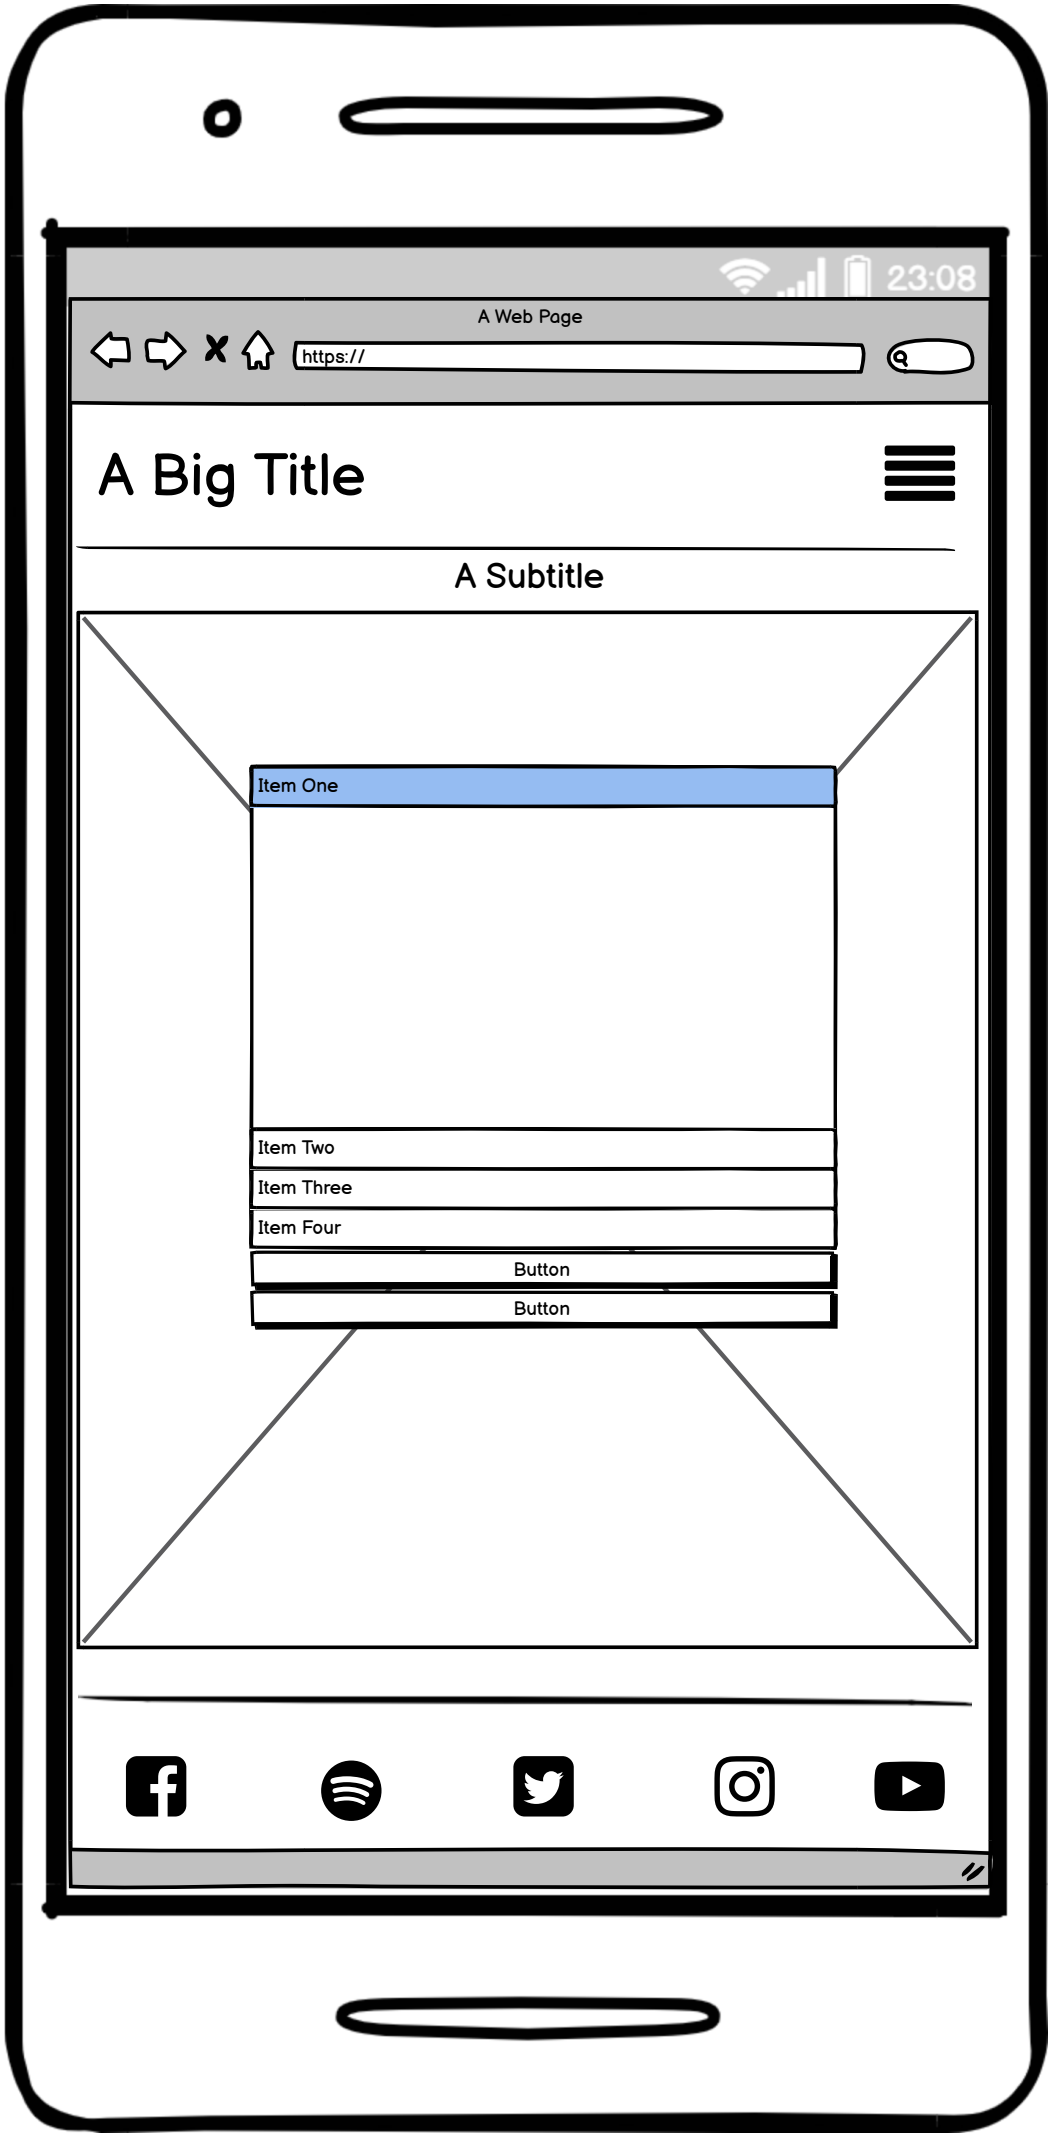 23:08
A Web Page
https://
A Big Title
A Subtitle
Item One
Item Two
Item Three
Item Four
Button
Button